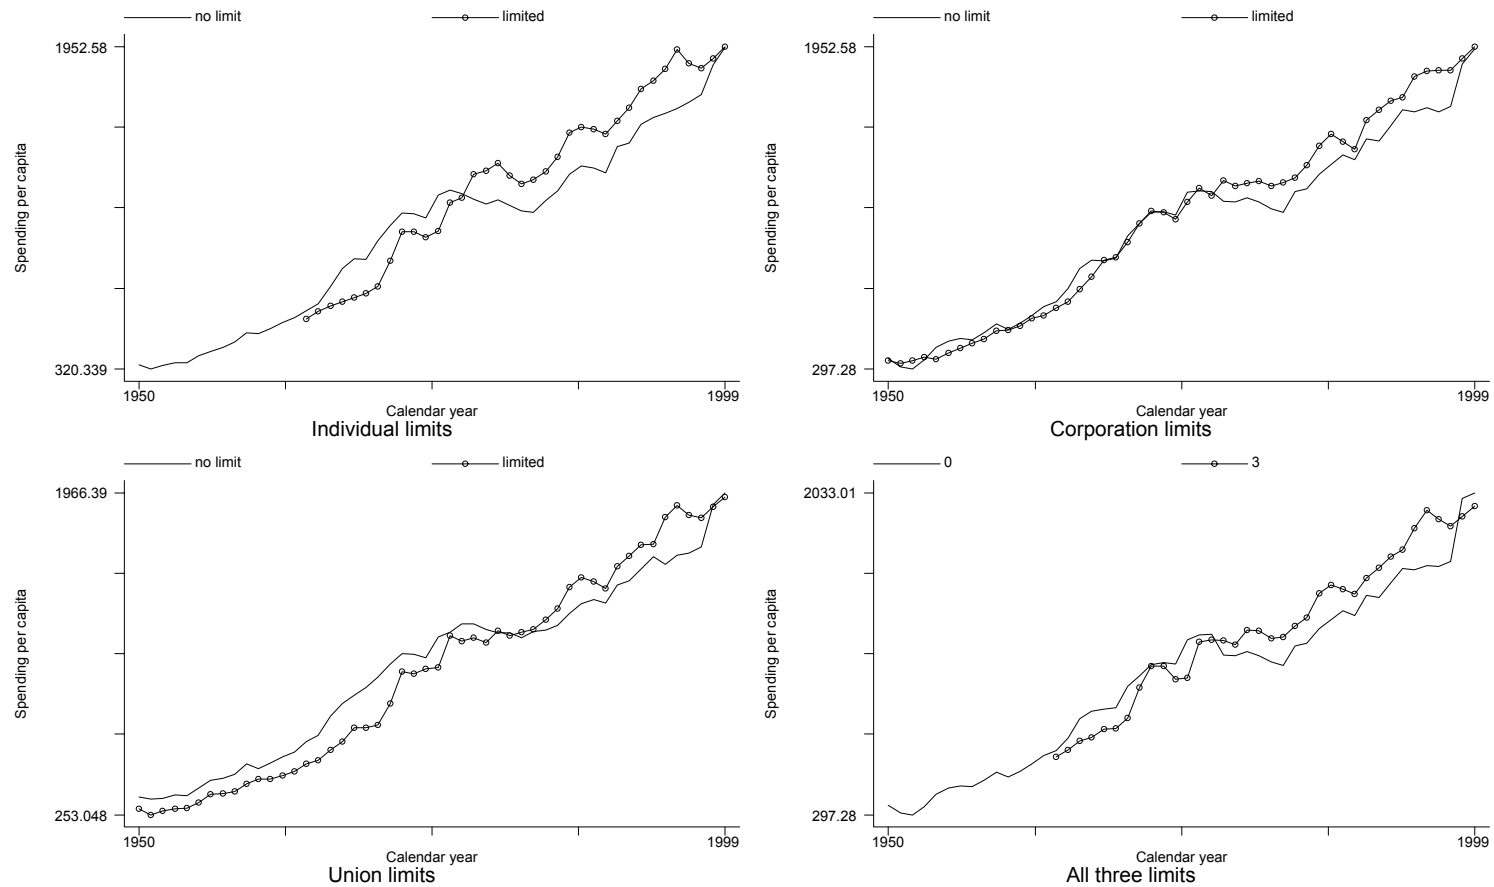 no limit limited
1952.58
Spending per capita
320.339
1950 1999
Calendar year
Individual limits
no limit limited
1952.58
Spending per capita
297.28
1950 1999
Calendar year
Corporation limits
no limit limited
1966.39
Spending per capita
253.048
1950 1999
Calendar year
Union limits
0 3
2033.01
Spending per capita
297.28
1950 1999
Calendar year
All three limits